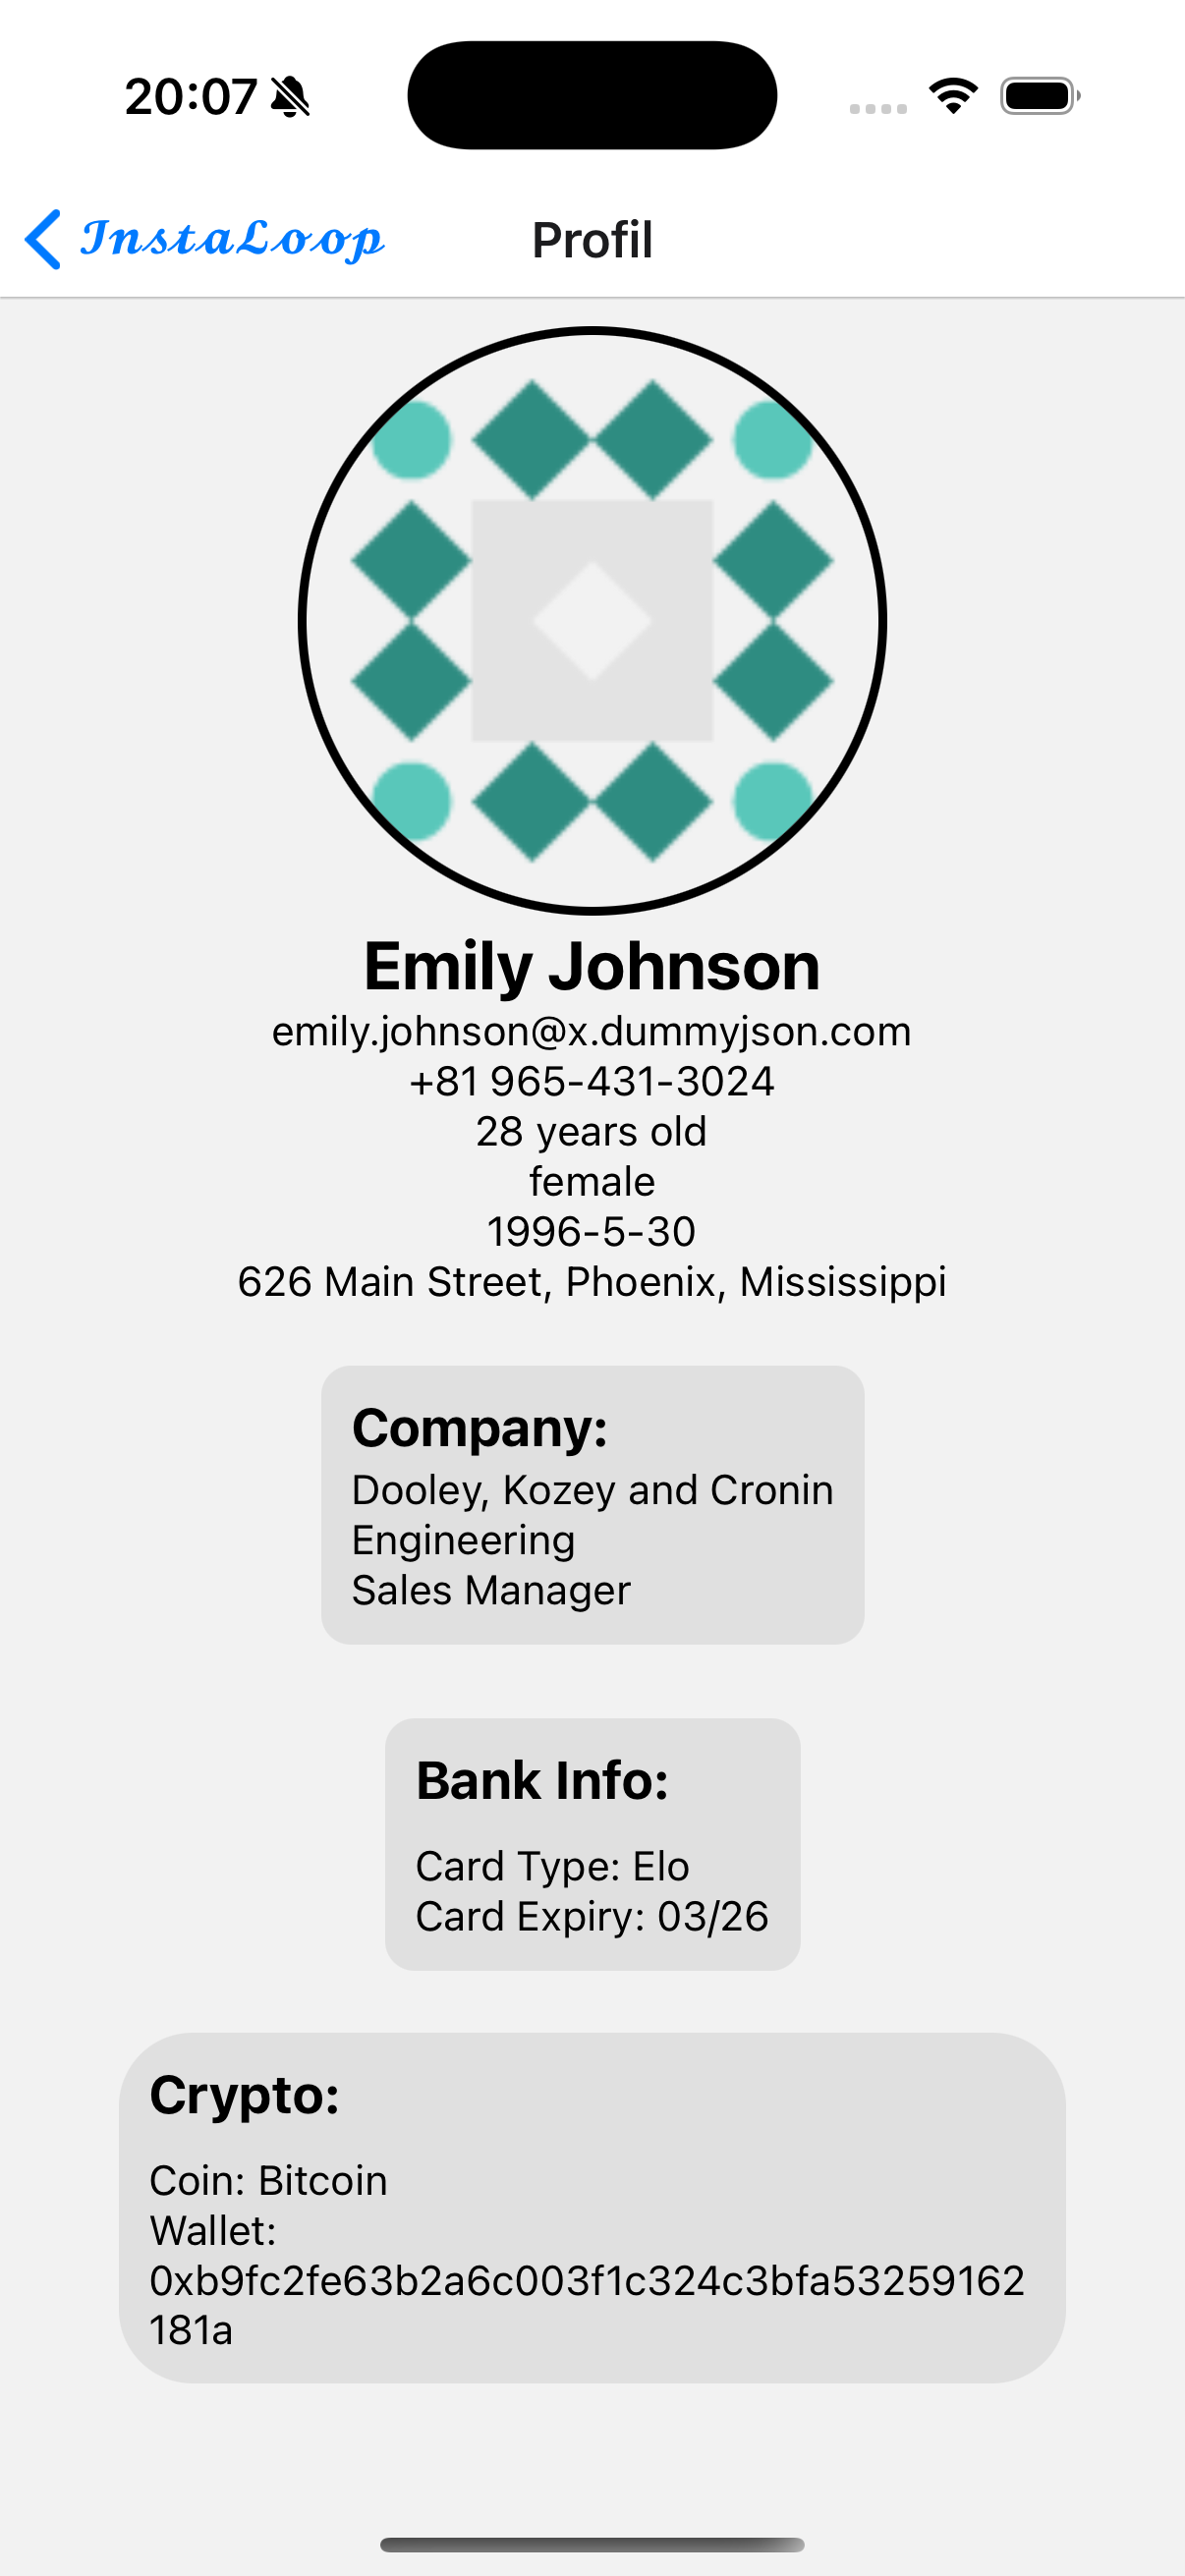 20:07
InstaLoop
Profil
Emily Johnson
emily.johnson@x.dummyjson.com
+81 965-431-3024
28 years old
female
1996-5-30
626 Main Street, Phoenix, Mississippi
Company:
Dooley, Kozey and Cronin
Engineering
Sales Manager
Bank Info:
Card Type: Elo
Card Expiry: 03/26
Crypto:
Coin: Bitcoin
Wallet:
0xb9fc2fe63b2a6c003f1c324c3bfa53259162
181a